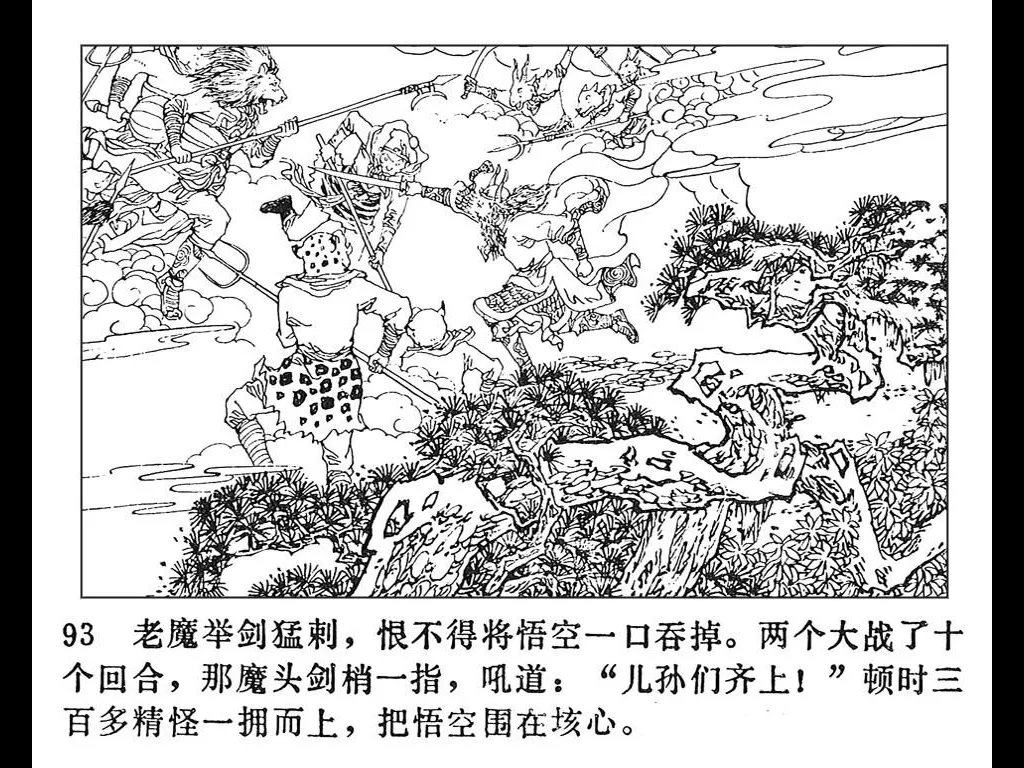 93 老魔举剑猛刺，恨不得将悟空一口吞掉。两个大战了十
个回合，那魔头剑梢一指，吼道：“儿孙们齐上！”顿时三
百多精怪一拥而上，把悟空围在垓心。